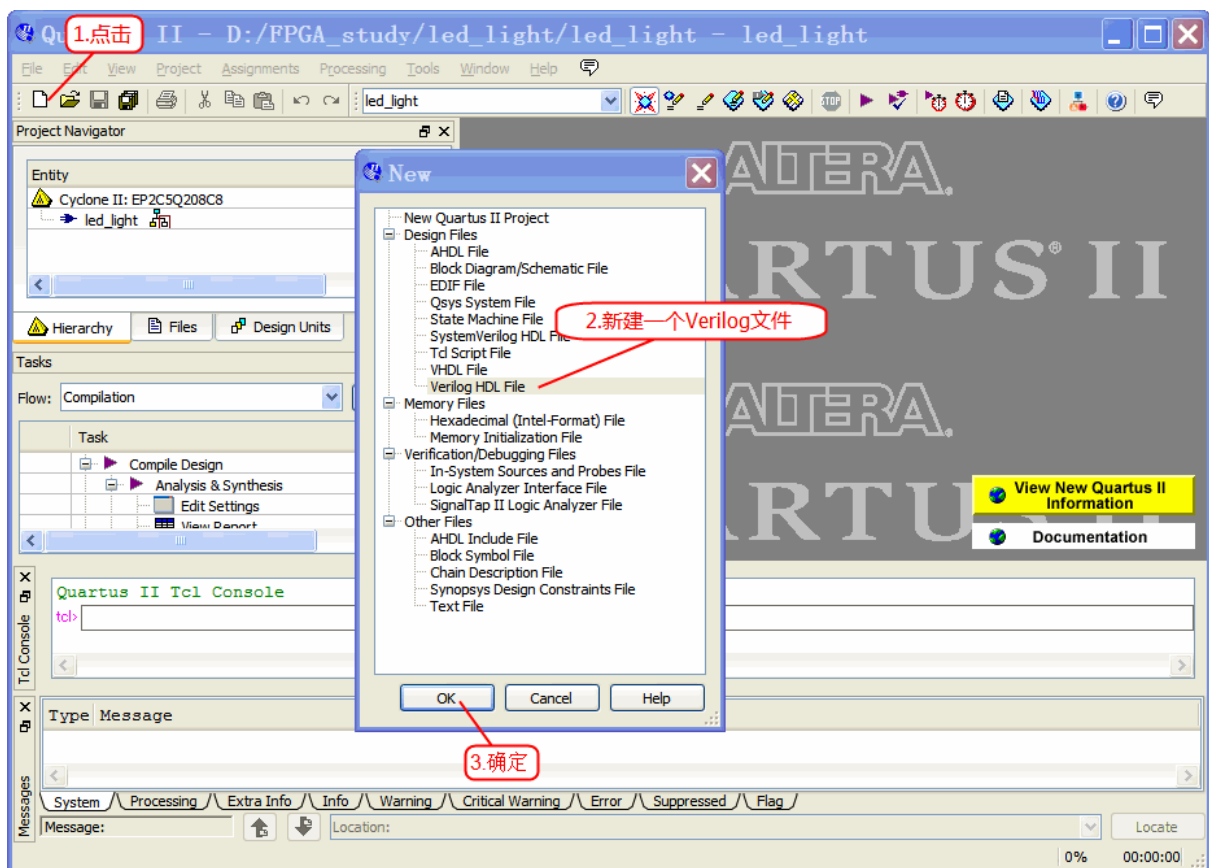 Qu
1.点击
II - D:/FPGA_study/led_light/led_light - led_light
File Edit View Project Assignments Processing Tools Window Help
led_light
STOP
Project Navigator
Entity
Cyclone II: EP2C5Q208C8
led_light
Hierarchy Files Design Units
Tasks
Flow: Compilation
Task
Compile Design
Analysis & Synthesis
Edit Settings
View Report
New
New Quartus II Project
Design Files
AHDL File
Block Diagram/Schematic File
EDIF File
Qsys System File
State Machine File
SystemVerilog HDL File
Tcl Script File
VHDL File
Verilog HDL File
Memory Files
Hexadecimal (Intel-Format) File
Memory Initialization File
Verification/Debugging Files
In-System Sources and Probes File
Logic Analyzer Interface File
SignalTap II Logic Analyzer File
Other Files
AHDL Include File
Block Symbol File
Chain Description File
Synopsys Design Constraints File
Text File
OK Cancel Help
2.新建一个Verilog文件
3.确定
ALTERA.
RTUS® II
ALTERA.
RTUS II
View New Quartus II
Information
Documentation
Quartus II Tcl Console
tcl>
Tcl Console
Type Message
Messages
System Processing Extra Info Info Warning Critical Warning Error Suppressed Flag
Message: Location: Locate
0% 00:00:00